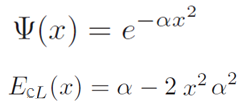 Ψ(x) = e^{-αx²}
E_{cL}(x) = α − 2 x² α²